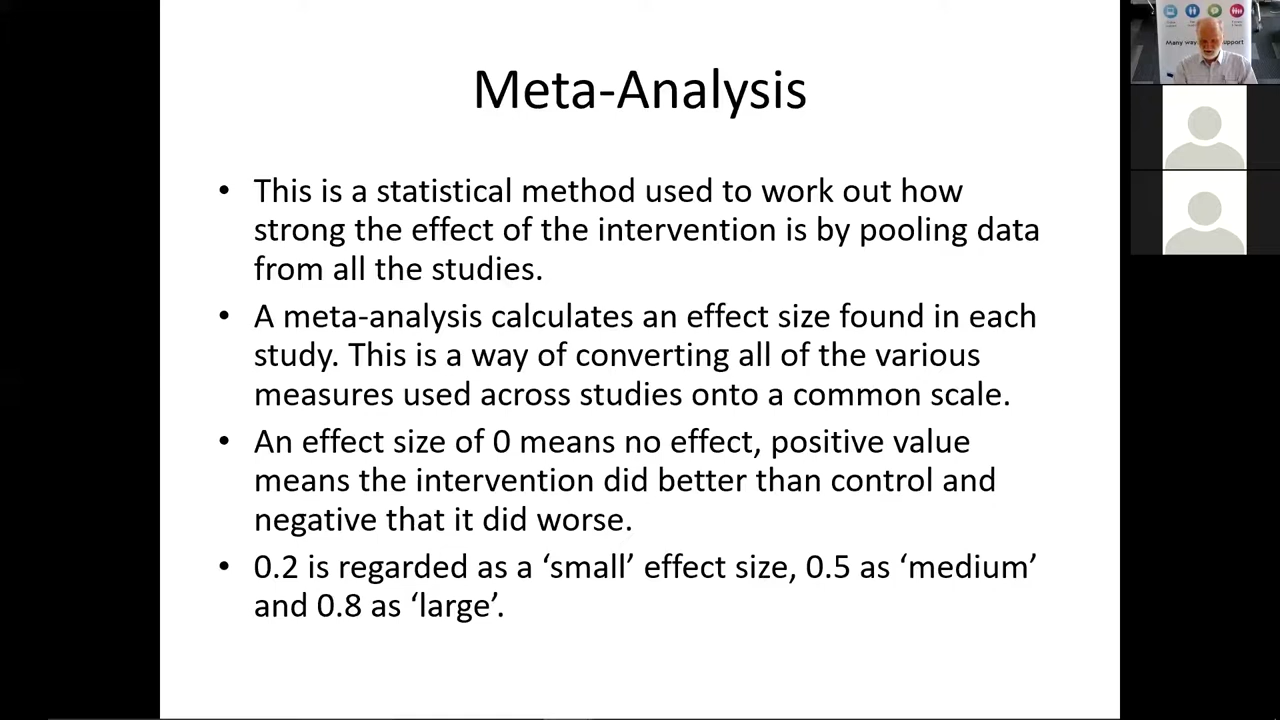 Meta-Analysis
• This is a statistical method used to work out how
strong the effect of the intervention is by pooling data
from all the studies.
• A meta-analysis calculates an effect size found in each
study. This is a way of converting all of the various
measures used across studies onto a common scale.
• An effect size of 0 means no effect, positive value
means the intervention did better than control and
negative that it did worse.
• 0.2 is regarded as a ‘small’ effect size, 0.5 as ‘medium’
and 0.8 as ‘large’.
Many way upport